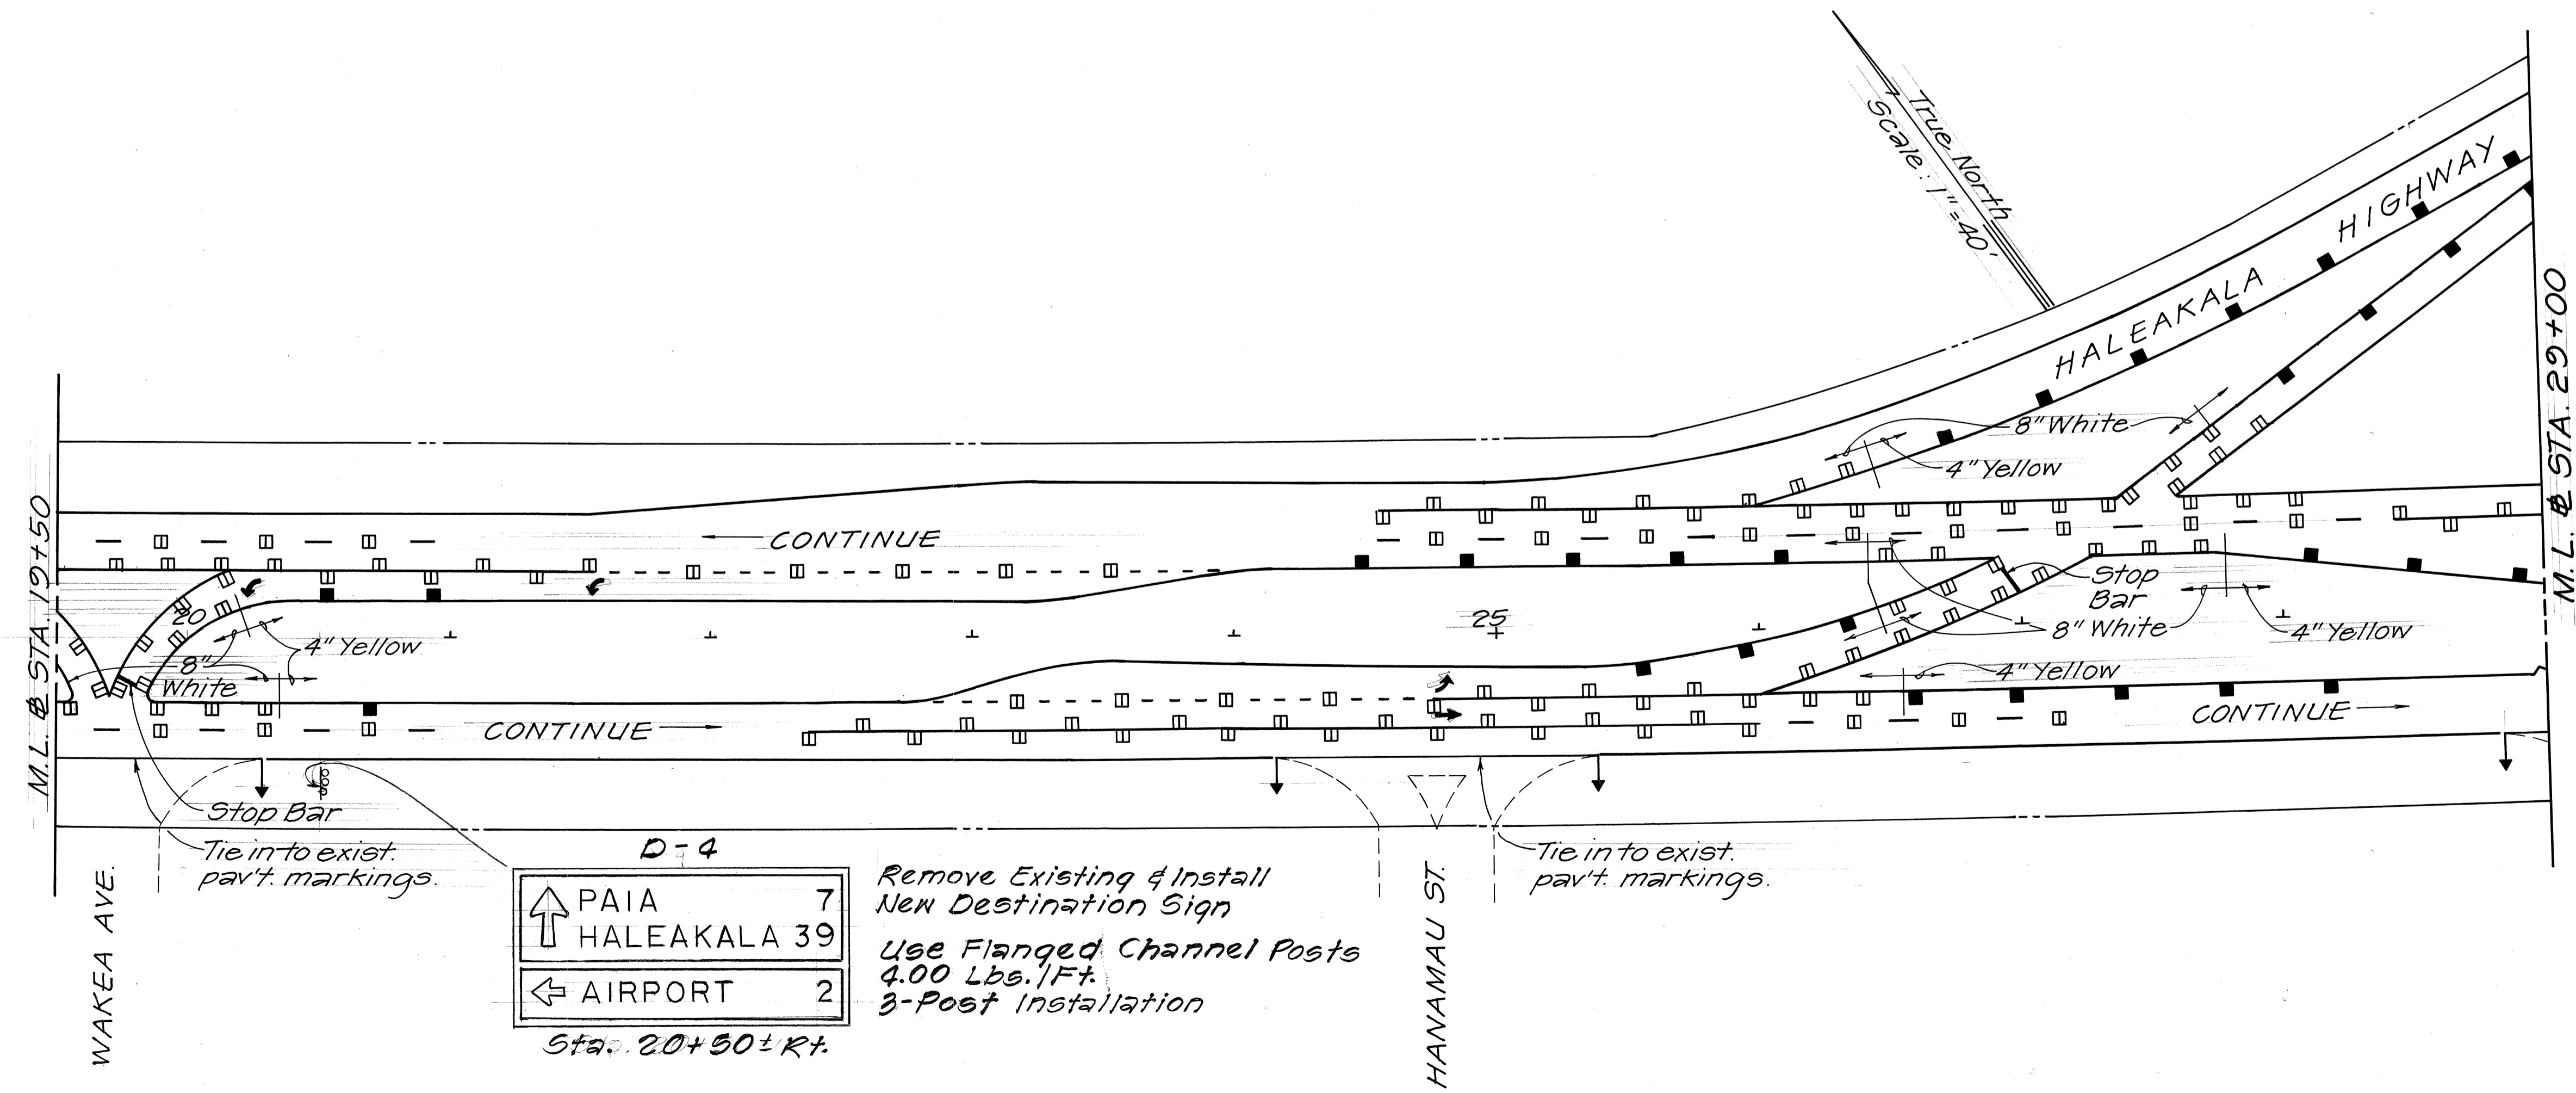 True North
Scale: 1"=40'
HALEAKALA HIGHWAY
M.L. ℄ STA. 19+50
M.L. ℄ STA. 29+00
8" White
4" Yellow
CONTINUE
20
8"
White
4" Yellow
25
Stop
Bar
8" White
4" Yellow
4" Yellow
CONTINUE
CONTINUE
Stop Bar
Tie in to exist.
pav't. markings.
Tie in to exist.
pav't. markings.
WAKEA AVE.
HANAMAU ST.
D-4
PAIA 7
HALEAKALA 39
AIRPORT 2
Sta. 20+50± Rt.
Remove Existing & Install
New Destination Sign
Use Flanged Channel Posts
4.00 Lbs./Ft.
3-Post Installation